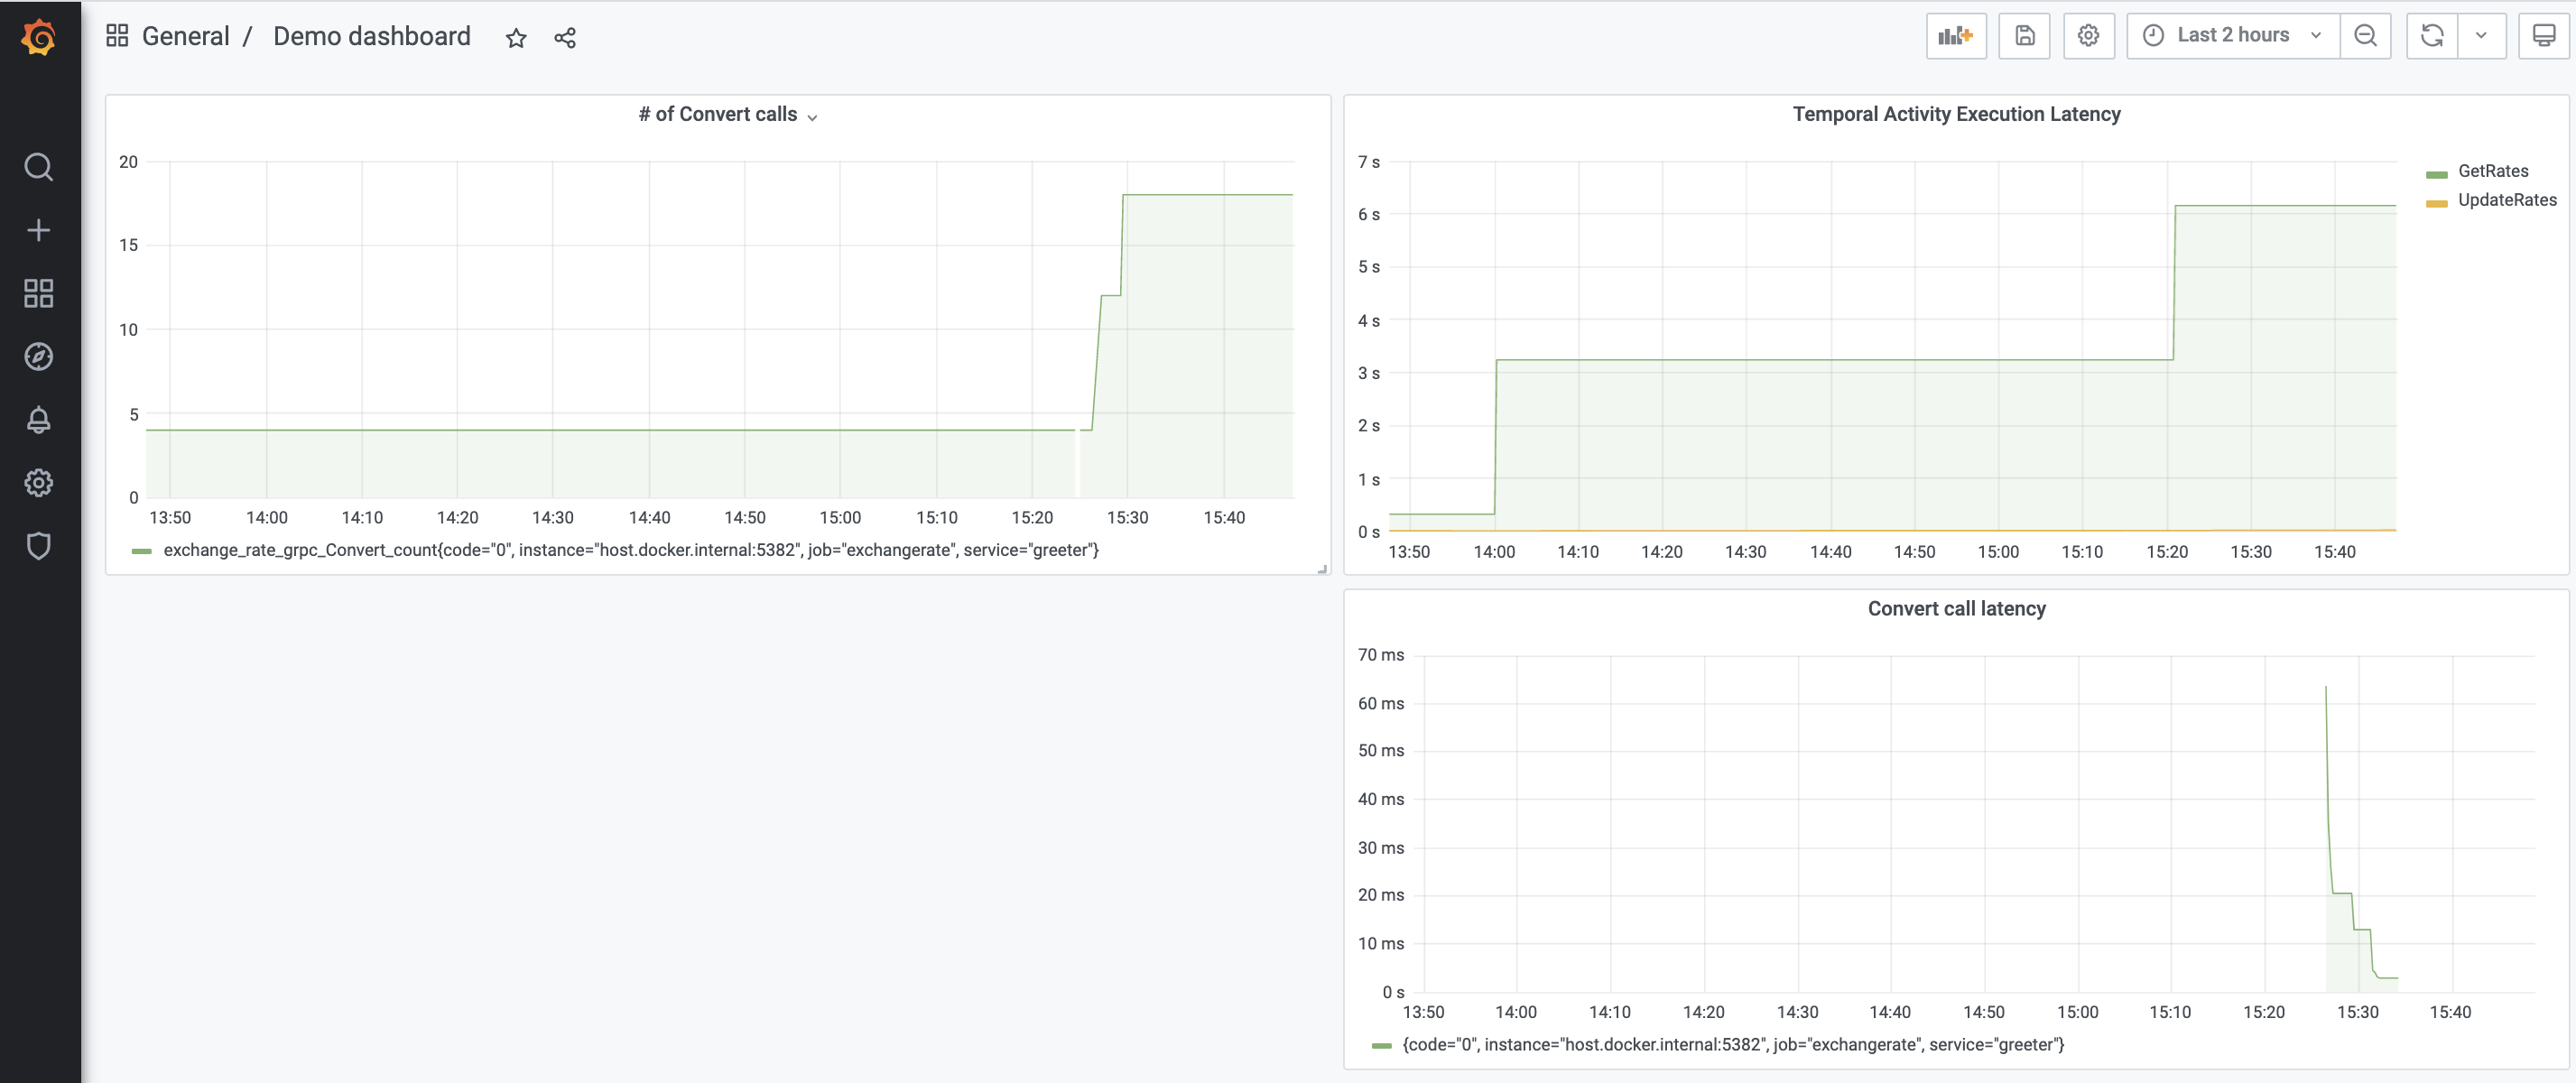 General / Demo dashboard
Last 2 hours
# of Convert calls
20
15
10
5
0
13:50 14:00 14:10 14:20 14:30 14:40 14:50 15:00 15:10 15:20 15:30 15:40
exchange_rate_grpc_Convert_count{code="0", instance="host.docker.internal:5382", job="exchangerate", service="greeter"}
Temporal Activity Execution Latency
7 s
6 s
5 s
4 s
3 s
2 s
1 s
0 s
13:50 14:00 14:10 14:20 14:30 14:40 14:50 15:00 15:10 15:20 15:30 15:40
GetRates
UpdateRates
Convert call latency
70 ms
60 ms
50 ms
40 ms
30 ms
20 ms
10 ms
0 s
13:50 14:00 14:10 14:20 14:30 14:40 14:50 15:00 15:10 15:20 15:30 15:40
{code="0", instance="host.docker.internal:5382", job="exchangerate", service="greeter"}